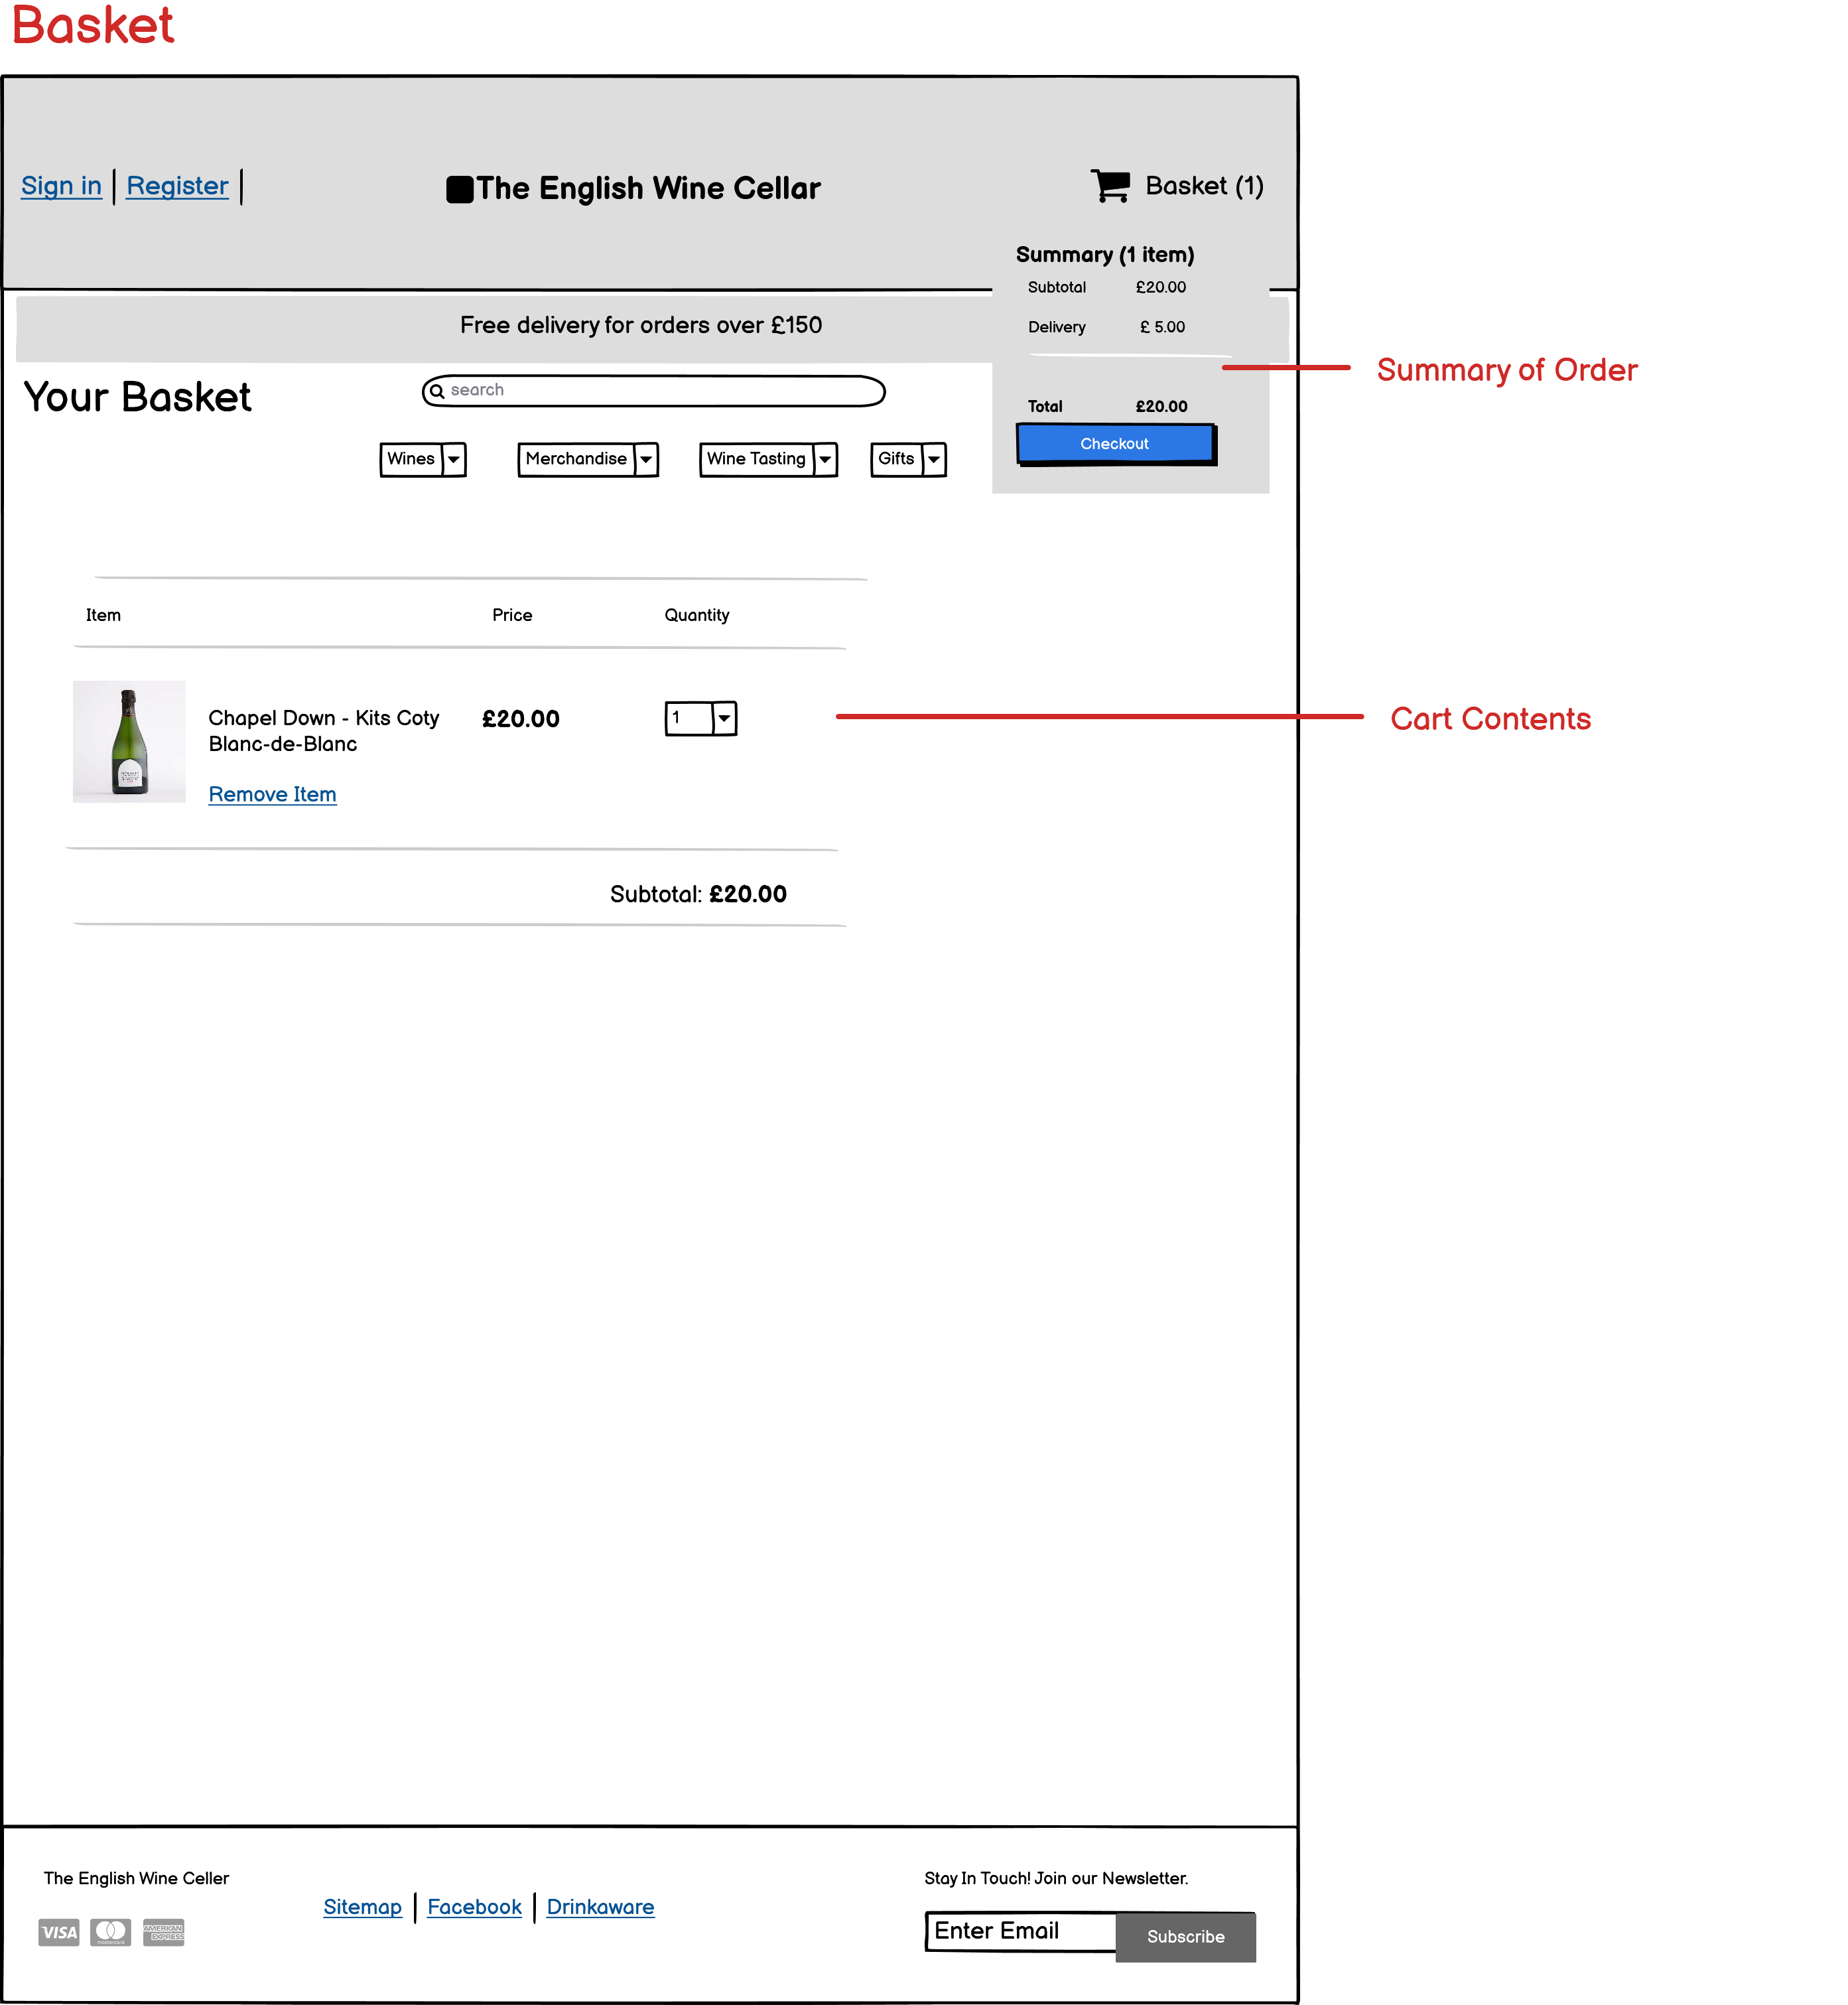 Basket
Sign in Register
The English Wine Cellar
Basket (1)
Summary (1 item)
Subtotal £20.00
Delivery £ 5.00
Total £20.00
Checkout
Summary of Order
Free delivery for orders over £150
Your Basket
search
Wines Merchandise Wine Tasting Gifts
Item Price Quantity
Chapel Down - Kits Coty £20.00 1
Blanc-de-Blanc
Remove Item
Cart Contents
Subtotal: £20.00
The English Wine Celler
VISA mastercard AMERICAN EXPRESS
Sitemap Facebook Drinkaware
Stay In Touch! Join our Newsletter.
Enter Email Subscribe